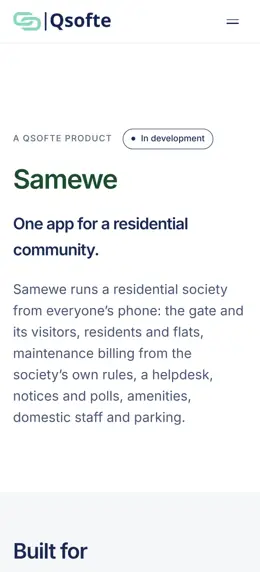 Qsofte
A QSOFTE PRODUCT
In development
Samewe
One app for a residential
community.
Samewe runs a residential society
from everyone’s phone: the gate and
its visitors, residents and flats,
maintenance billing from the
society’s own rules, a helpdesk,
notices and polls, amenities,
domestic staff and parking.
Built for